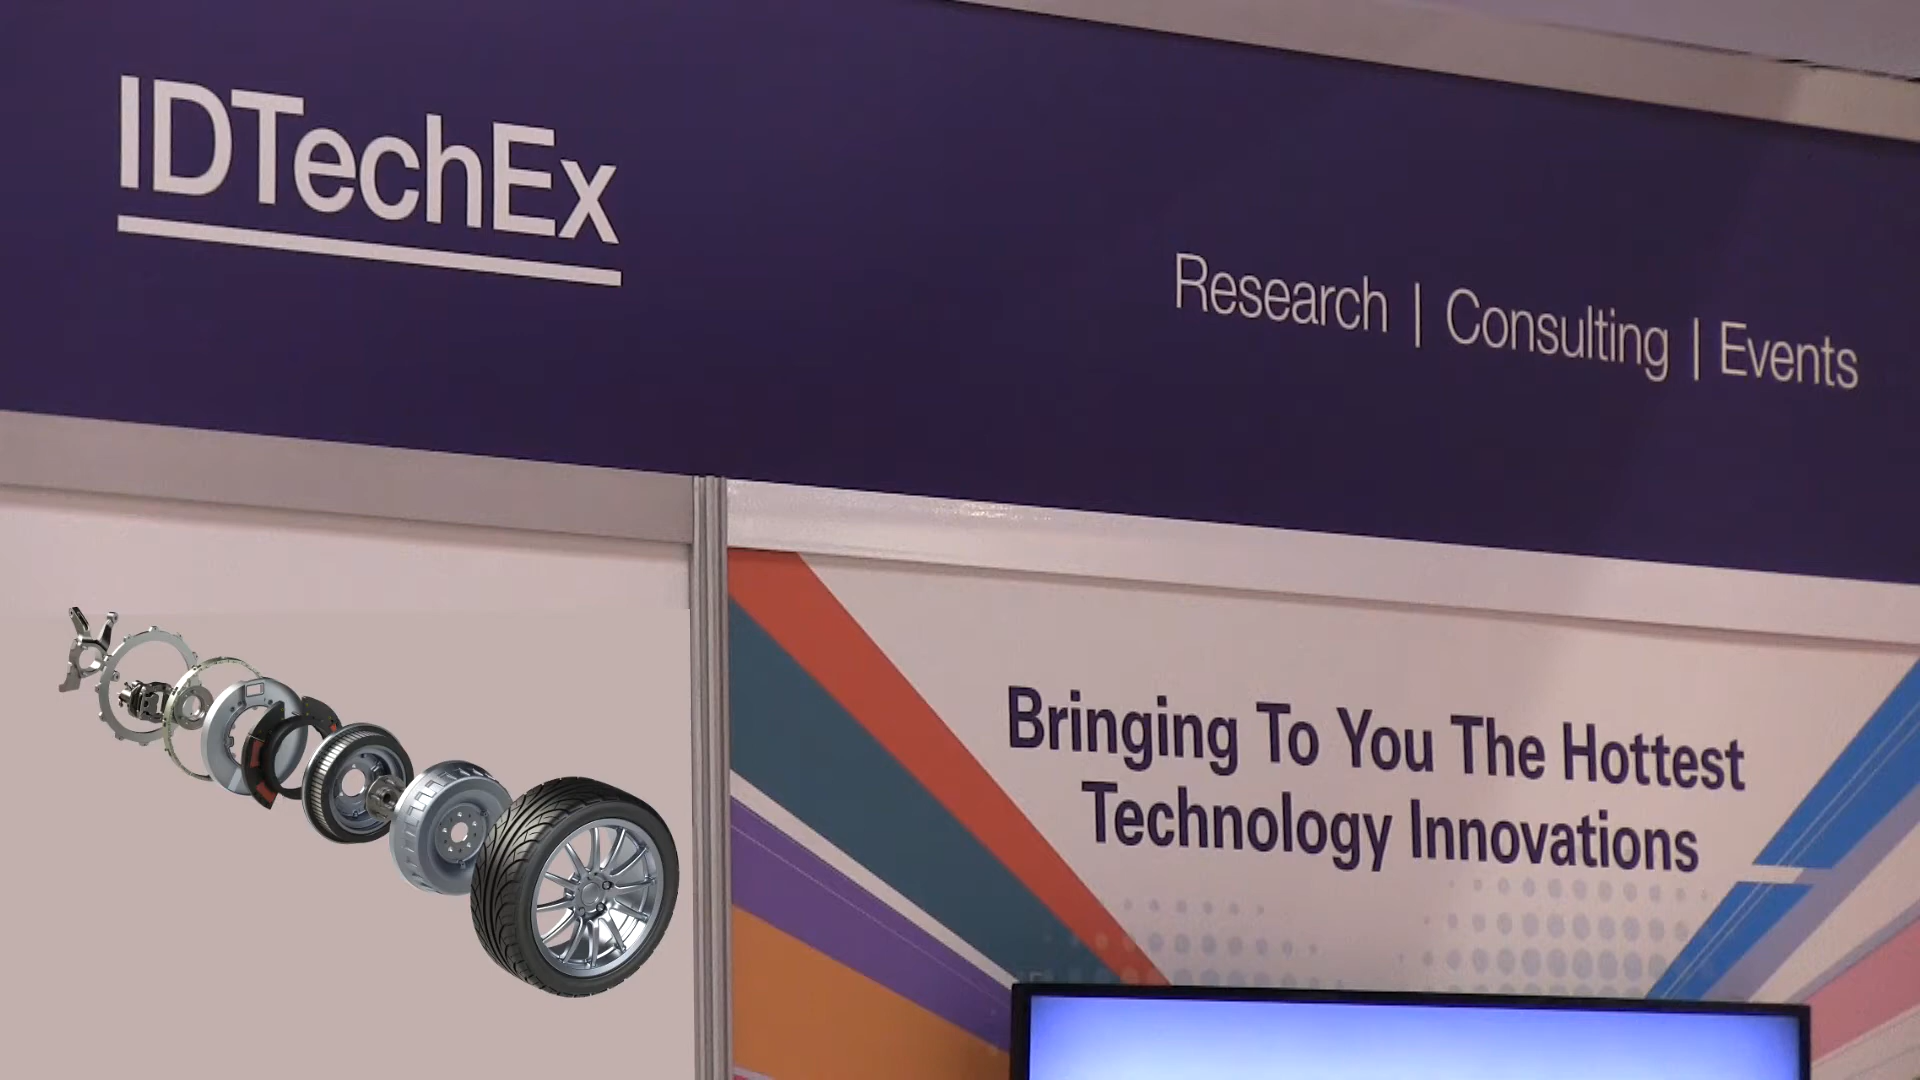 IDTechEx
Research | Consulting | Events
Bringing To You The Hottest
Technology Innovations